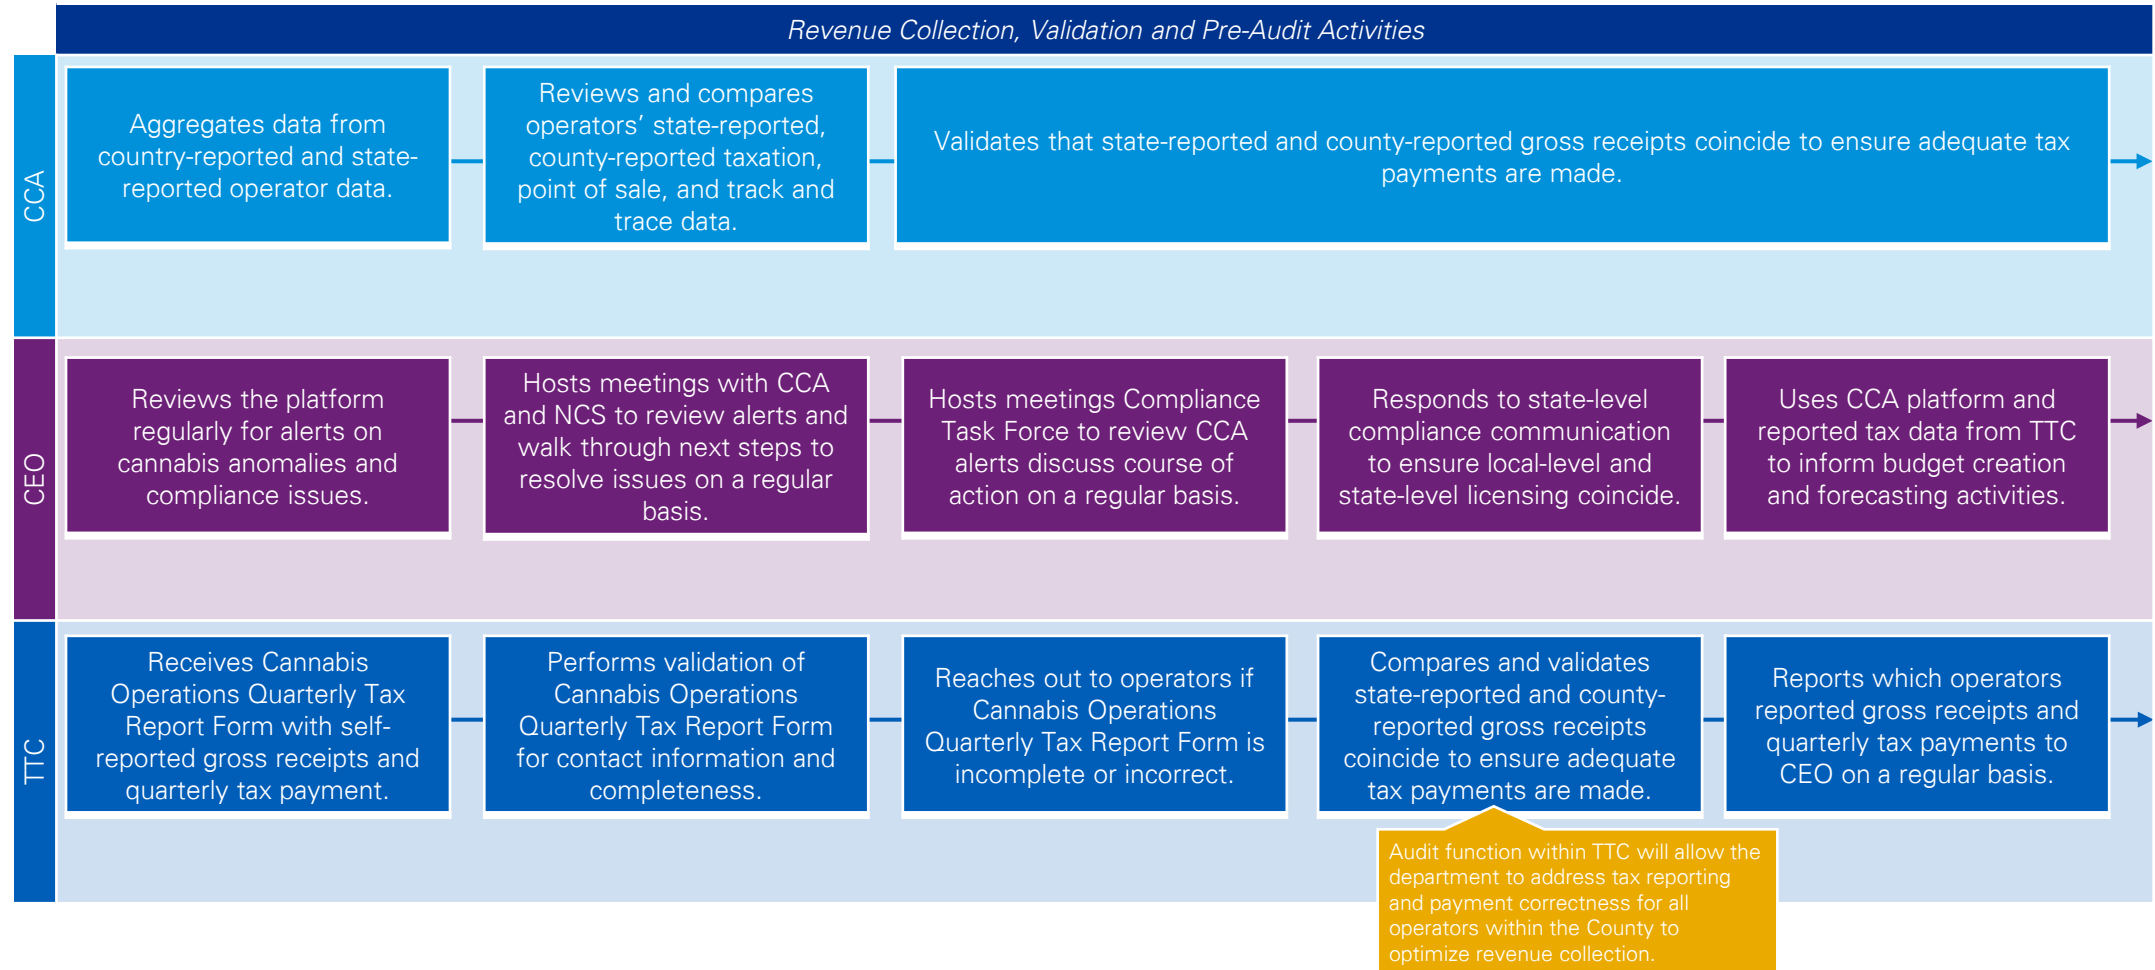 Revenue Collection, Validation and Pre-Audit Activities
CCA
Aggregates data from
country-reported and state-
reported operator data.
Reviews and compares
operators’ state-reported,
county-reported taxation,
point of sale, and track and
trace data.
Validates that state-reported and county-reported gross receipts coincide to ensure adequate tax
payments are made.
CEO
Reviews the platform
regularly for alerts on
cannabis anomalies and
compliance issues.
Hosts meetings with CCA
and NCS to review alerts and
walk through next steps to
resolve issues on a regular
basis.
Hosts meetings Compliance
Task Force to review CCA
alerts discuss course of
action on a regular basis.
Responds to state-level
compliance communication
to ensure local-level and
state-level licensing coincide.
Uses CCA platform and
reported tax data from TTC
to inform budget creation
and forecasting activities.
TTC
Receives Cannabis
Operations Quarterly Tax
Report Form with self-
reported gross receipts and
quarterly tax payment.
Performs validation of
Cannabis Operations
Quarterly Tax Report Form
for contact information and
completeness.
Reaches out to operators if
Cannabis Operations
Quarterly Tax Report Form is
incomplete or incorrect.
Compares and validates
state-reported and county-
reported gross receipts
coincide to ensure adequate
tax payments are made.
Reports which operators
reported gross receipts and
quarterly tax payments to
CEO on a regular basis.
Audit function within TTC will allow the
department to address tax reporting
and payment correctness for all
operators within the County to
optimize revenue collection.